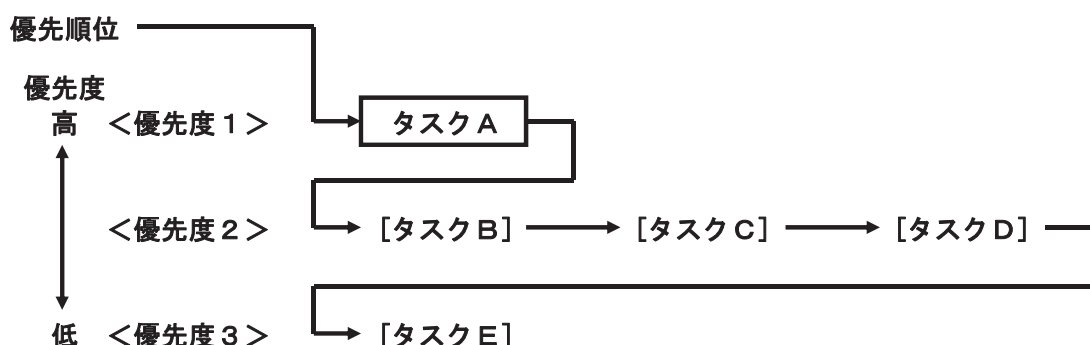 優先順位
優先度
高 <優先度1> タスクA
<優先度2> [タスクB] [タスクC] [タスクD]
低 <優先度3> [タスクE]